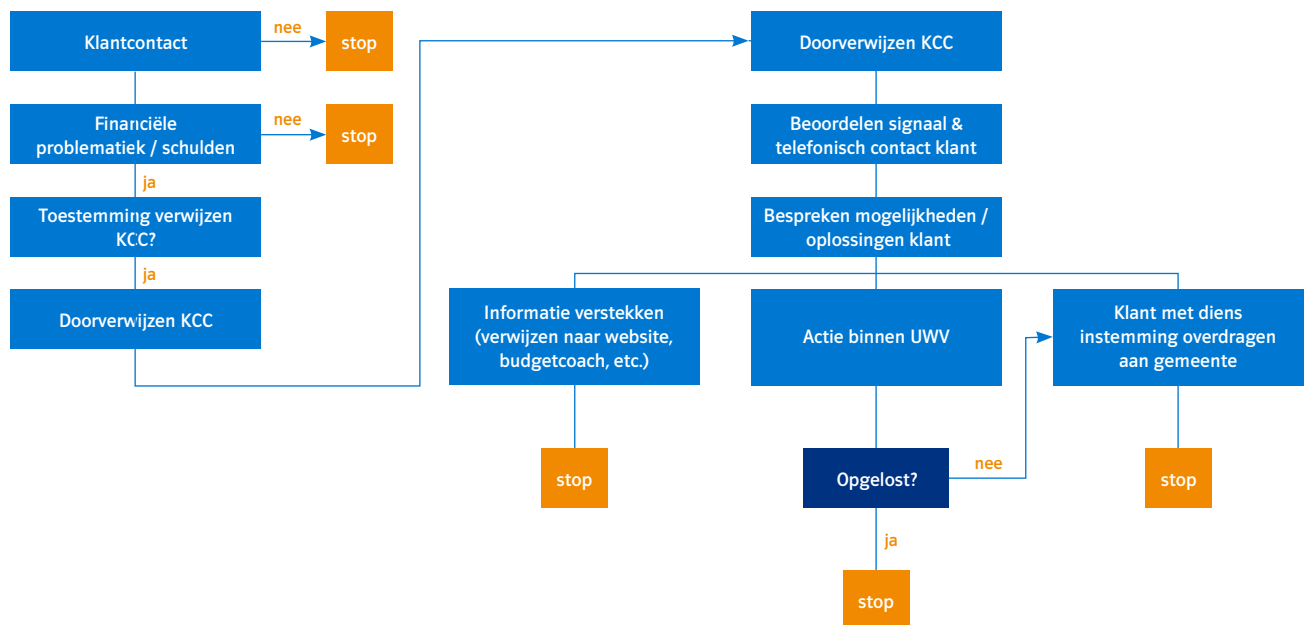 Klantcontact
nee
stop
Financiële
problematiek / schulden
nee
stop
ja
Toestemming verwijzen
KCC?
ja
Doorverwijzen KCC
Doorverwijzen KCC
Beoordelen signaal &
telefonisch contact klant
Bespreken mogelijkheden /
oplossingen klant
Informatie verstekken
(verwijzen naar website,
budgetcoach, etc.)
stop
Actie binnen UWV
Opgelost?
nee
ja
stop
Klant met diens
instemming overdragen
aan gemeente
stop